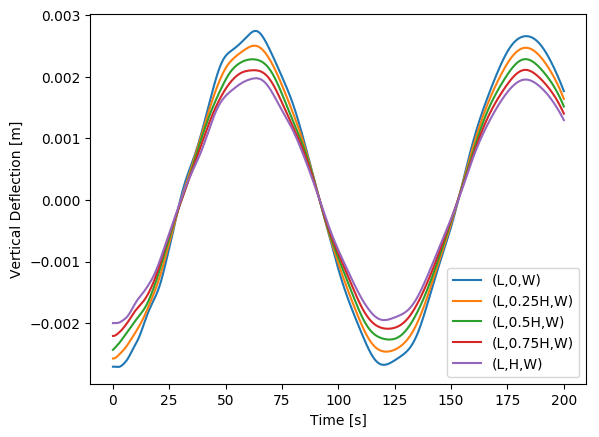 0.003
0.002
0.001
0.000
−0.001
−0.002
Vertical Deflection [m]
(L,0,W)
(L,0.25H,W)
(L,0.5H,W)
(L,0.75H,W)
(L,H,W)
0 25 50 75 100 125 150 175 200
Time [s]